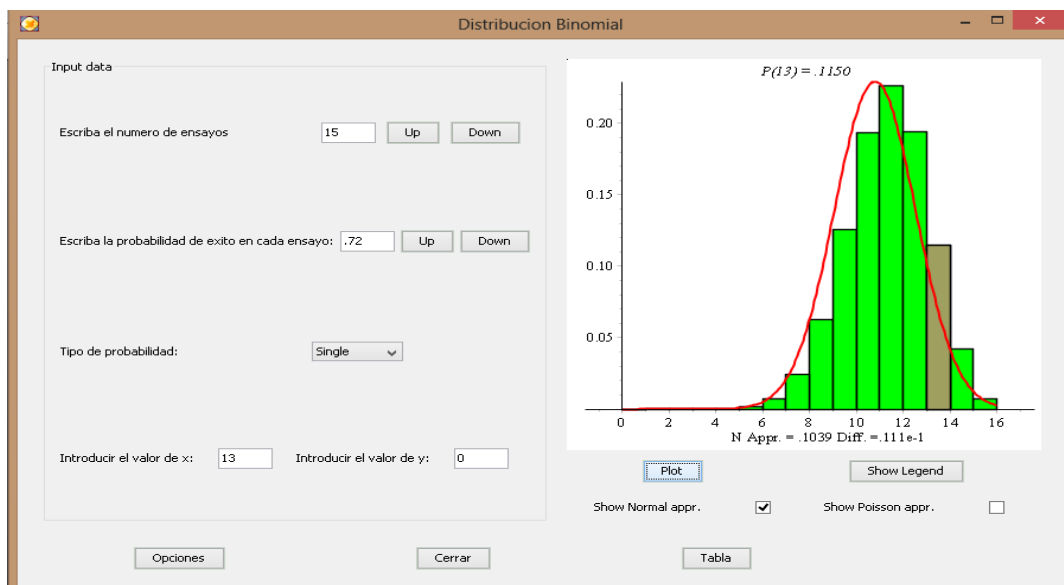 Distribucion Binomial
Input data
Escriba el numero de ensayos 15 Up Down
Escriba la probabilidad de exito en cada ensayo: .72 Up Down
Tipo de probabilidad: Single
Introducir el valor de x: 13 Introducir el valor de y: 0
P(13) = .1150
0.20
0.15
0.10
0.05
0 2 4 6 8 10 12 14 16
N Appr. = .1039 Diff. =.111e-1
Plot Show Legend
Show Normal appr. Show Poisson appr.
Opciones Cerrar Tabla